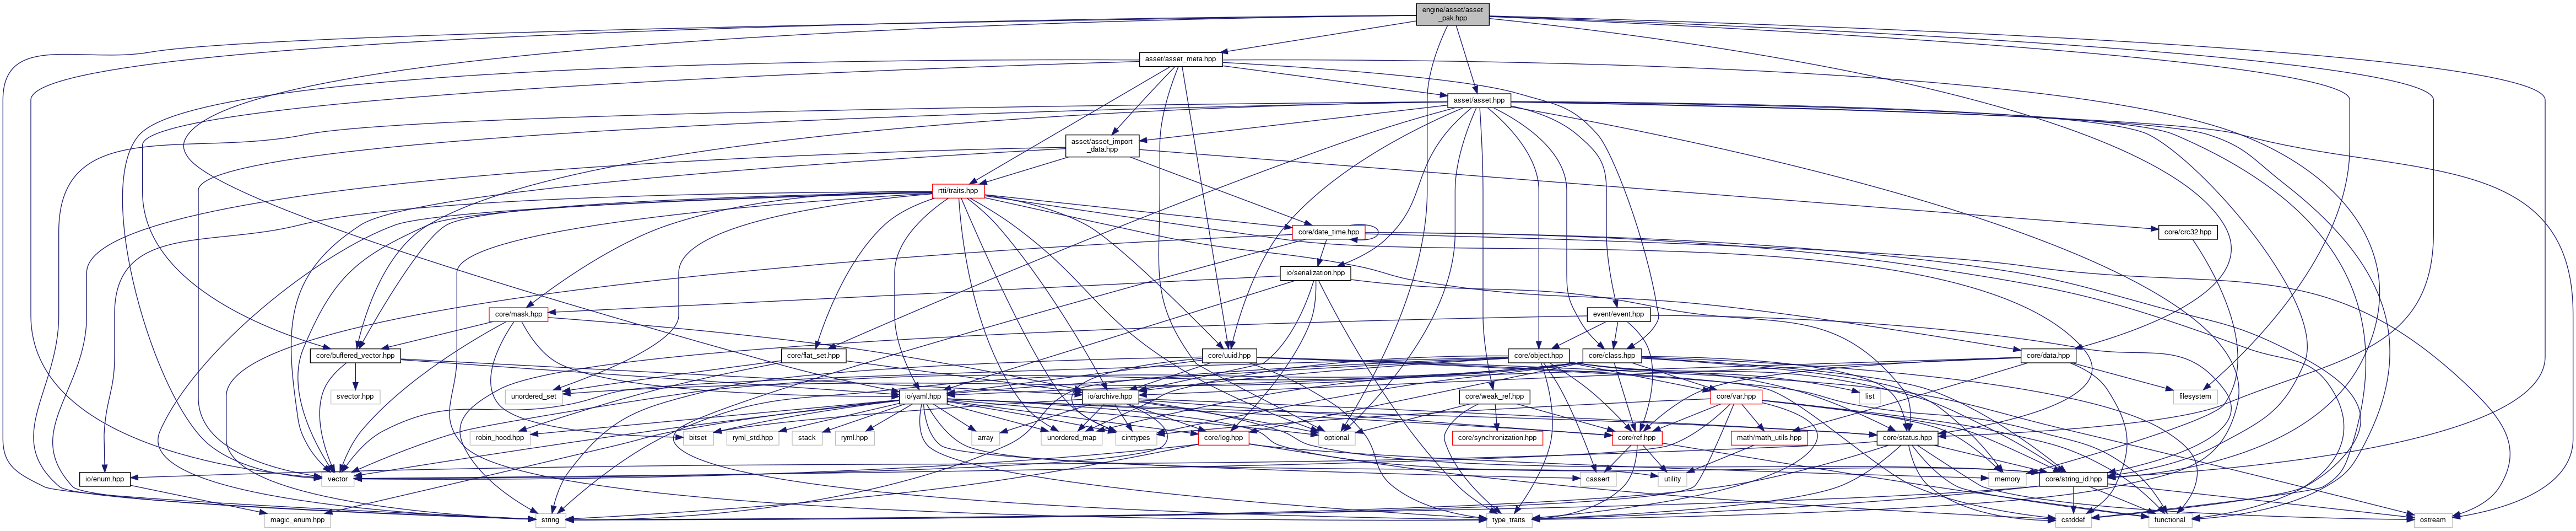 engine/asset/asset
_pak.hpp
asset/asset_meta.hpp
asset/asset.hpp
asset/asset_import
_data.hpp
rtti/traits.hpp
core/date_time.hpp
core/crc32.hpp
io/serialization.hpp
core/mask.hpp
event/event.hpp
core/buffered_vector.hpp
core/flat_set.hpp
core/uuid.hpp
core/object.hpp
core/class.hpp
core/data.hpp
svector.hpp
unordered_set
io/yaml.hpp
io/archive.hpp
core/weak_ref.hpp
core/var.hpp
list
filesystem
robin_hood.hpp
bitset
ryml_std.hpp
stack
ryml.hpp
array
unordered_map
cinttypes
core/log.hpp
optional
core/synchronization.hpp
core/ref.hpp
math/math_utils.hpp
core/status.hpp
io/enum.hpp
vector
cassert
utility
memory
core/string_id.hpp
magic_enum.hpp
string
type_traits
cstddef
functional
ostream